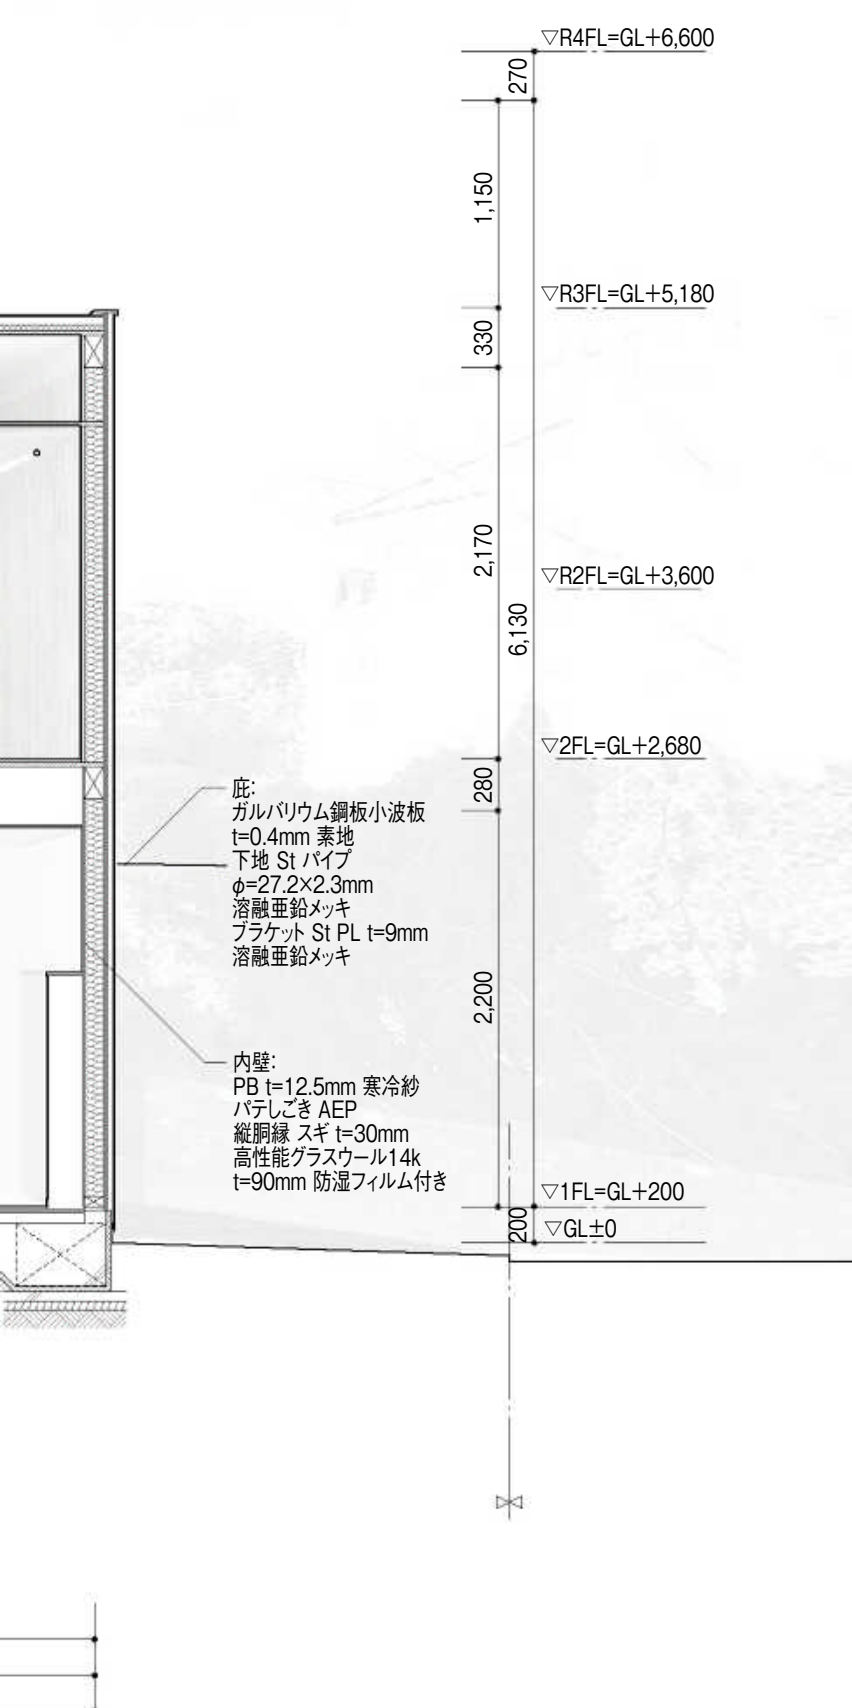 ▽R4FL=GL+6,600
270
1,150
▽R3FL=GL+5,180
330
2,170
▽R2FL=GL+3,600
6,130
▽2FL=GL+2,680
280
庇:
ガルバリウム鋼板小波板
t=0.4mm 素地
下地 St パイプ
φ=27.2×2.3mm
溶融亜鉛メッキ
ブラケット St PL t=9mm
溶融亜鉛メッキ
2,200
内壁:
PB t=12.5mm 寒冷紗
パテしごき AEP
縦胴縁 スギ t=30mm
高性能グラスウール14k
t=90mm 防湿フィルム付き
▽1FL=GL+200
200
▽GL±0